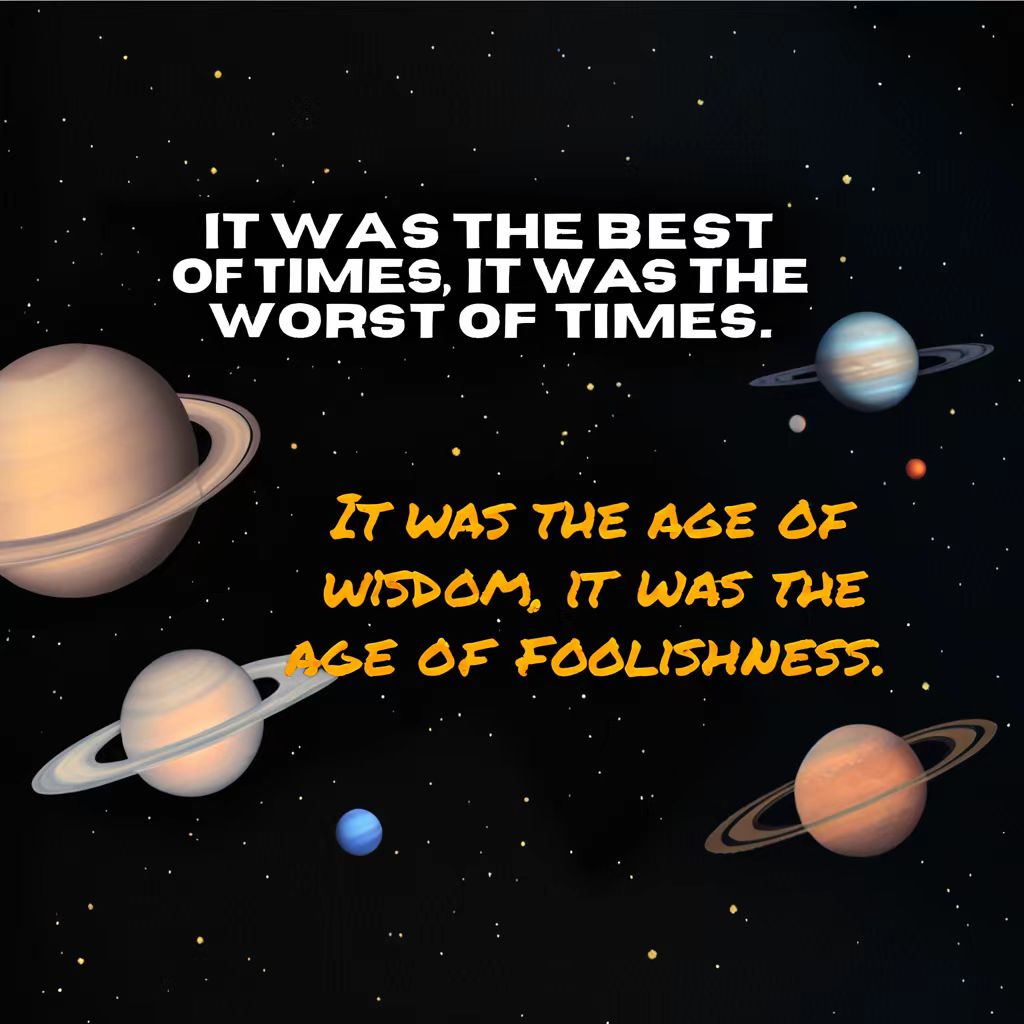 IT WAS THE BEST
OF TIMES, IT WAS THE
WORST OF TIMES.
IT WAS THE AGE OF
WISDOM, IT WAS THE
AGE OF FOOLISHNESS.